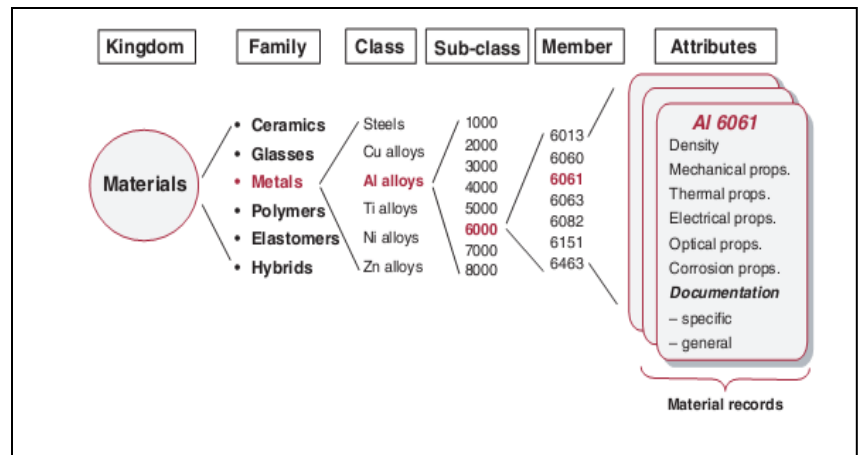 Kingdom
Family
Class
Sub-class
Member
Attributes
Materials
• Ceramics
• Glasses
• Metals
• Polymers
• Elastomers
• Hybrids
Steels
Cu alloys
Al alloys
Ti alloys
Ni alloys
Zn alloys
1000
2000
3000
4000
5000
6000
7000
8000
6013
6060
6061
6063
6082
6151
6463
Al 6061
Density
Mechanical props.
Thermal props.
Electrical props.
Optical props.
Corrosion props.
Documentation
– specific
– general
Material records